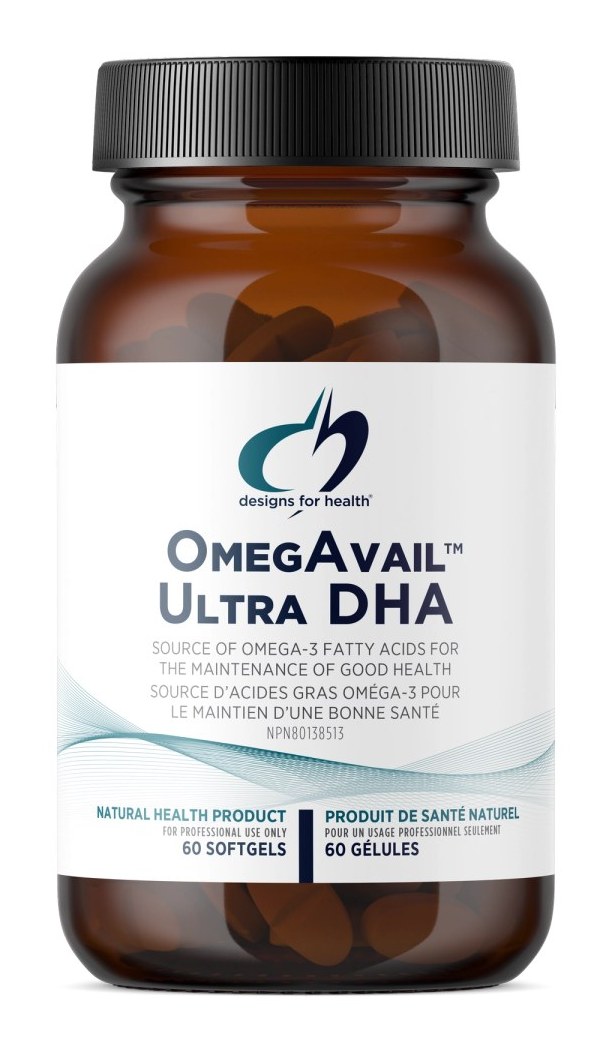 designs for health®
OMEGAVAIL™
ULTRA DHA
SOURCE OF OMEGA-3 FATTY ACIDS FOR
THE MAINTENANCE OF GOOD HEALTH
SOURCE D'ACIDES GRAS OMÉGA-3 POUR
LE MAINTIEN D'UNE BONNE SANTÉ
NPN80138513
NATURAL HEALTH PRODUCT
FOR PROFESSIONAL USE ONLY
60 SOFTGELS
PRODUIT DE SANTÉ NATUREL
POUR UN USAGE PROFESSIONNEL SEULEMENT
60 GÉLULES